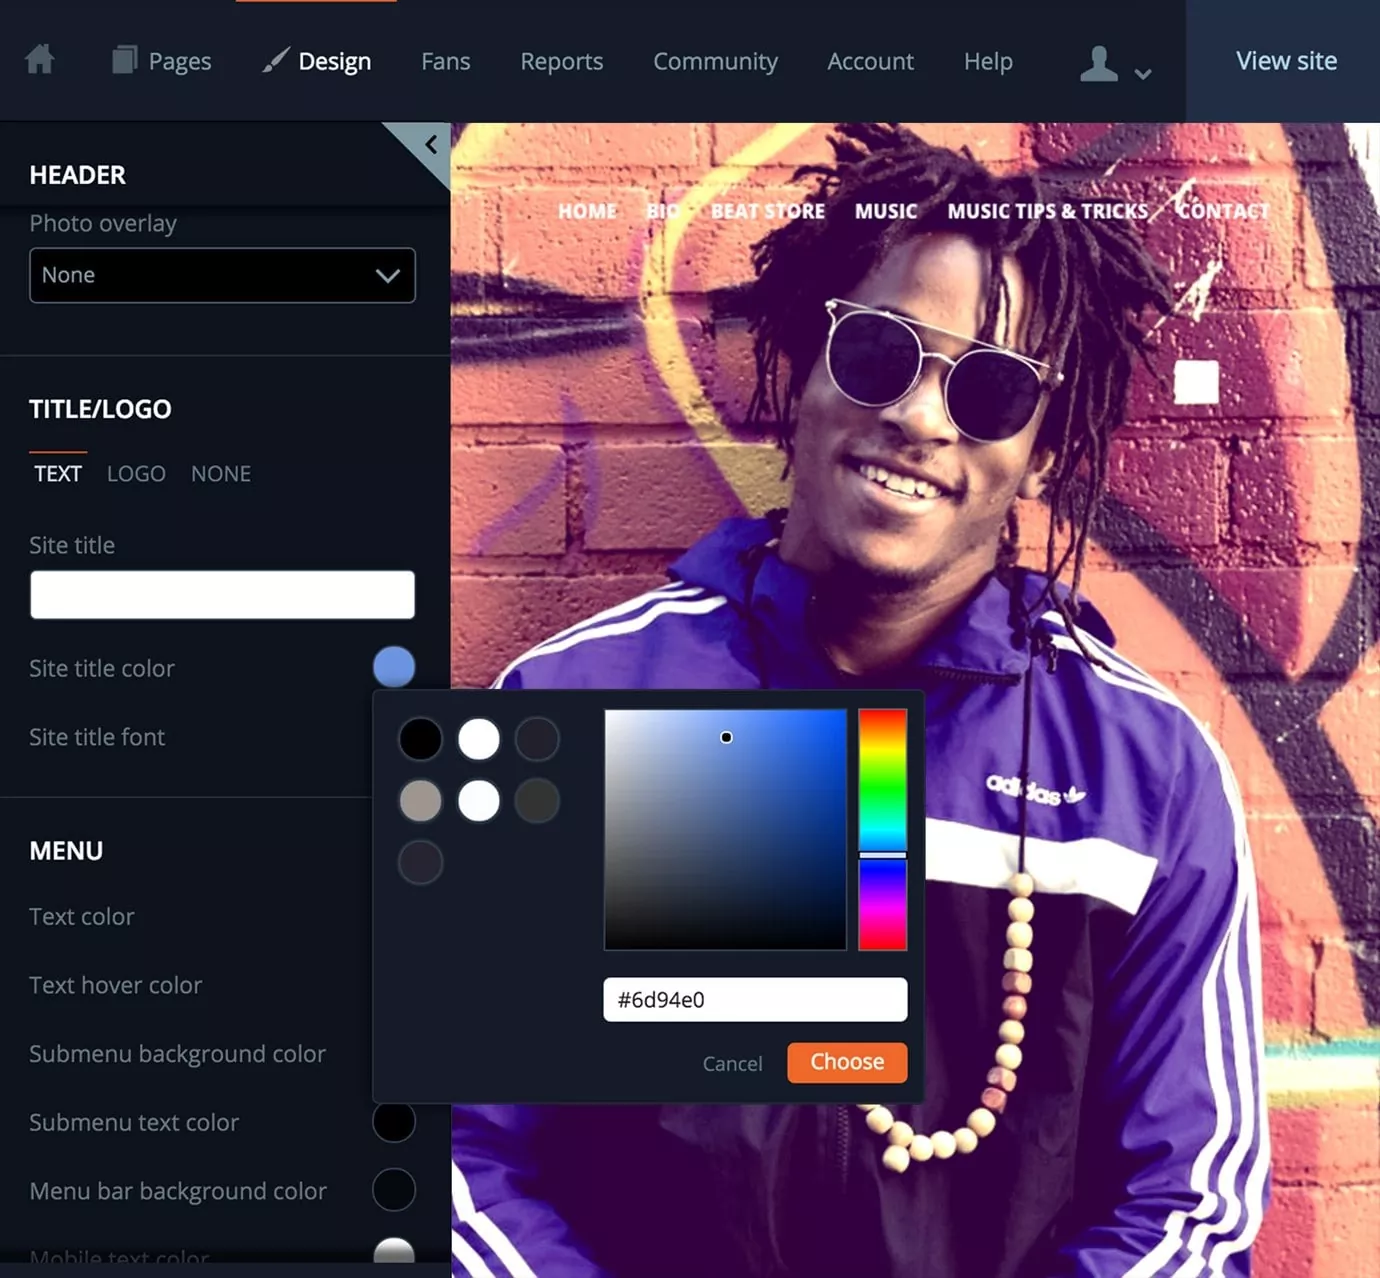 Pages Design Fans Reports Community Account Help View site
HEADER
Photo overlay
None
TITLE/LOGO
TEXT LOGO NONE
Site title
Site title color
Site title font
MENU
Text color
Text hover color
Submenu background color
Submenu text color
Menu bar background color
Mobile text color
#6d94e0
Cancel Choose
HOME BIO BEAT STORE MUSIC MUSIC TIPS & TRICKS CONTACT
adidas